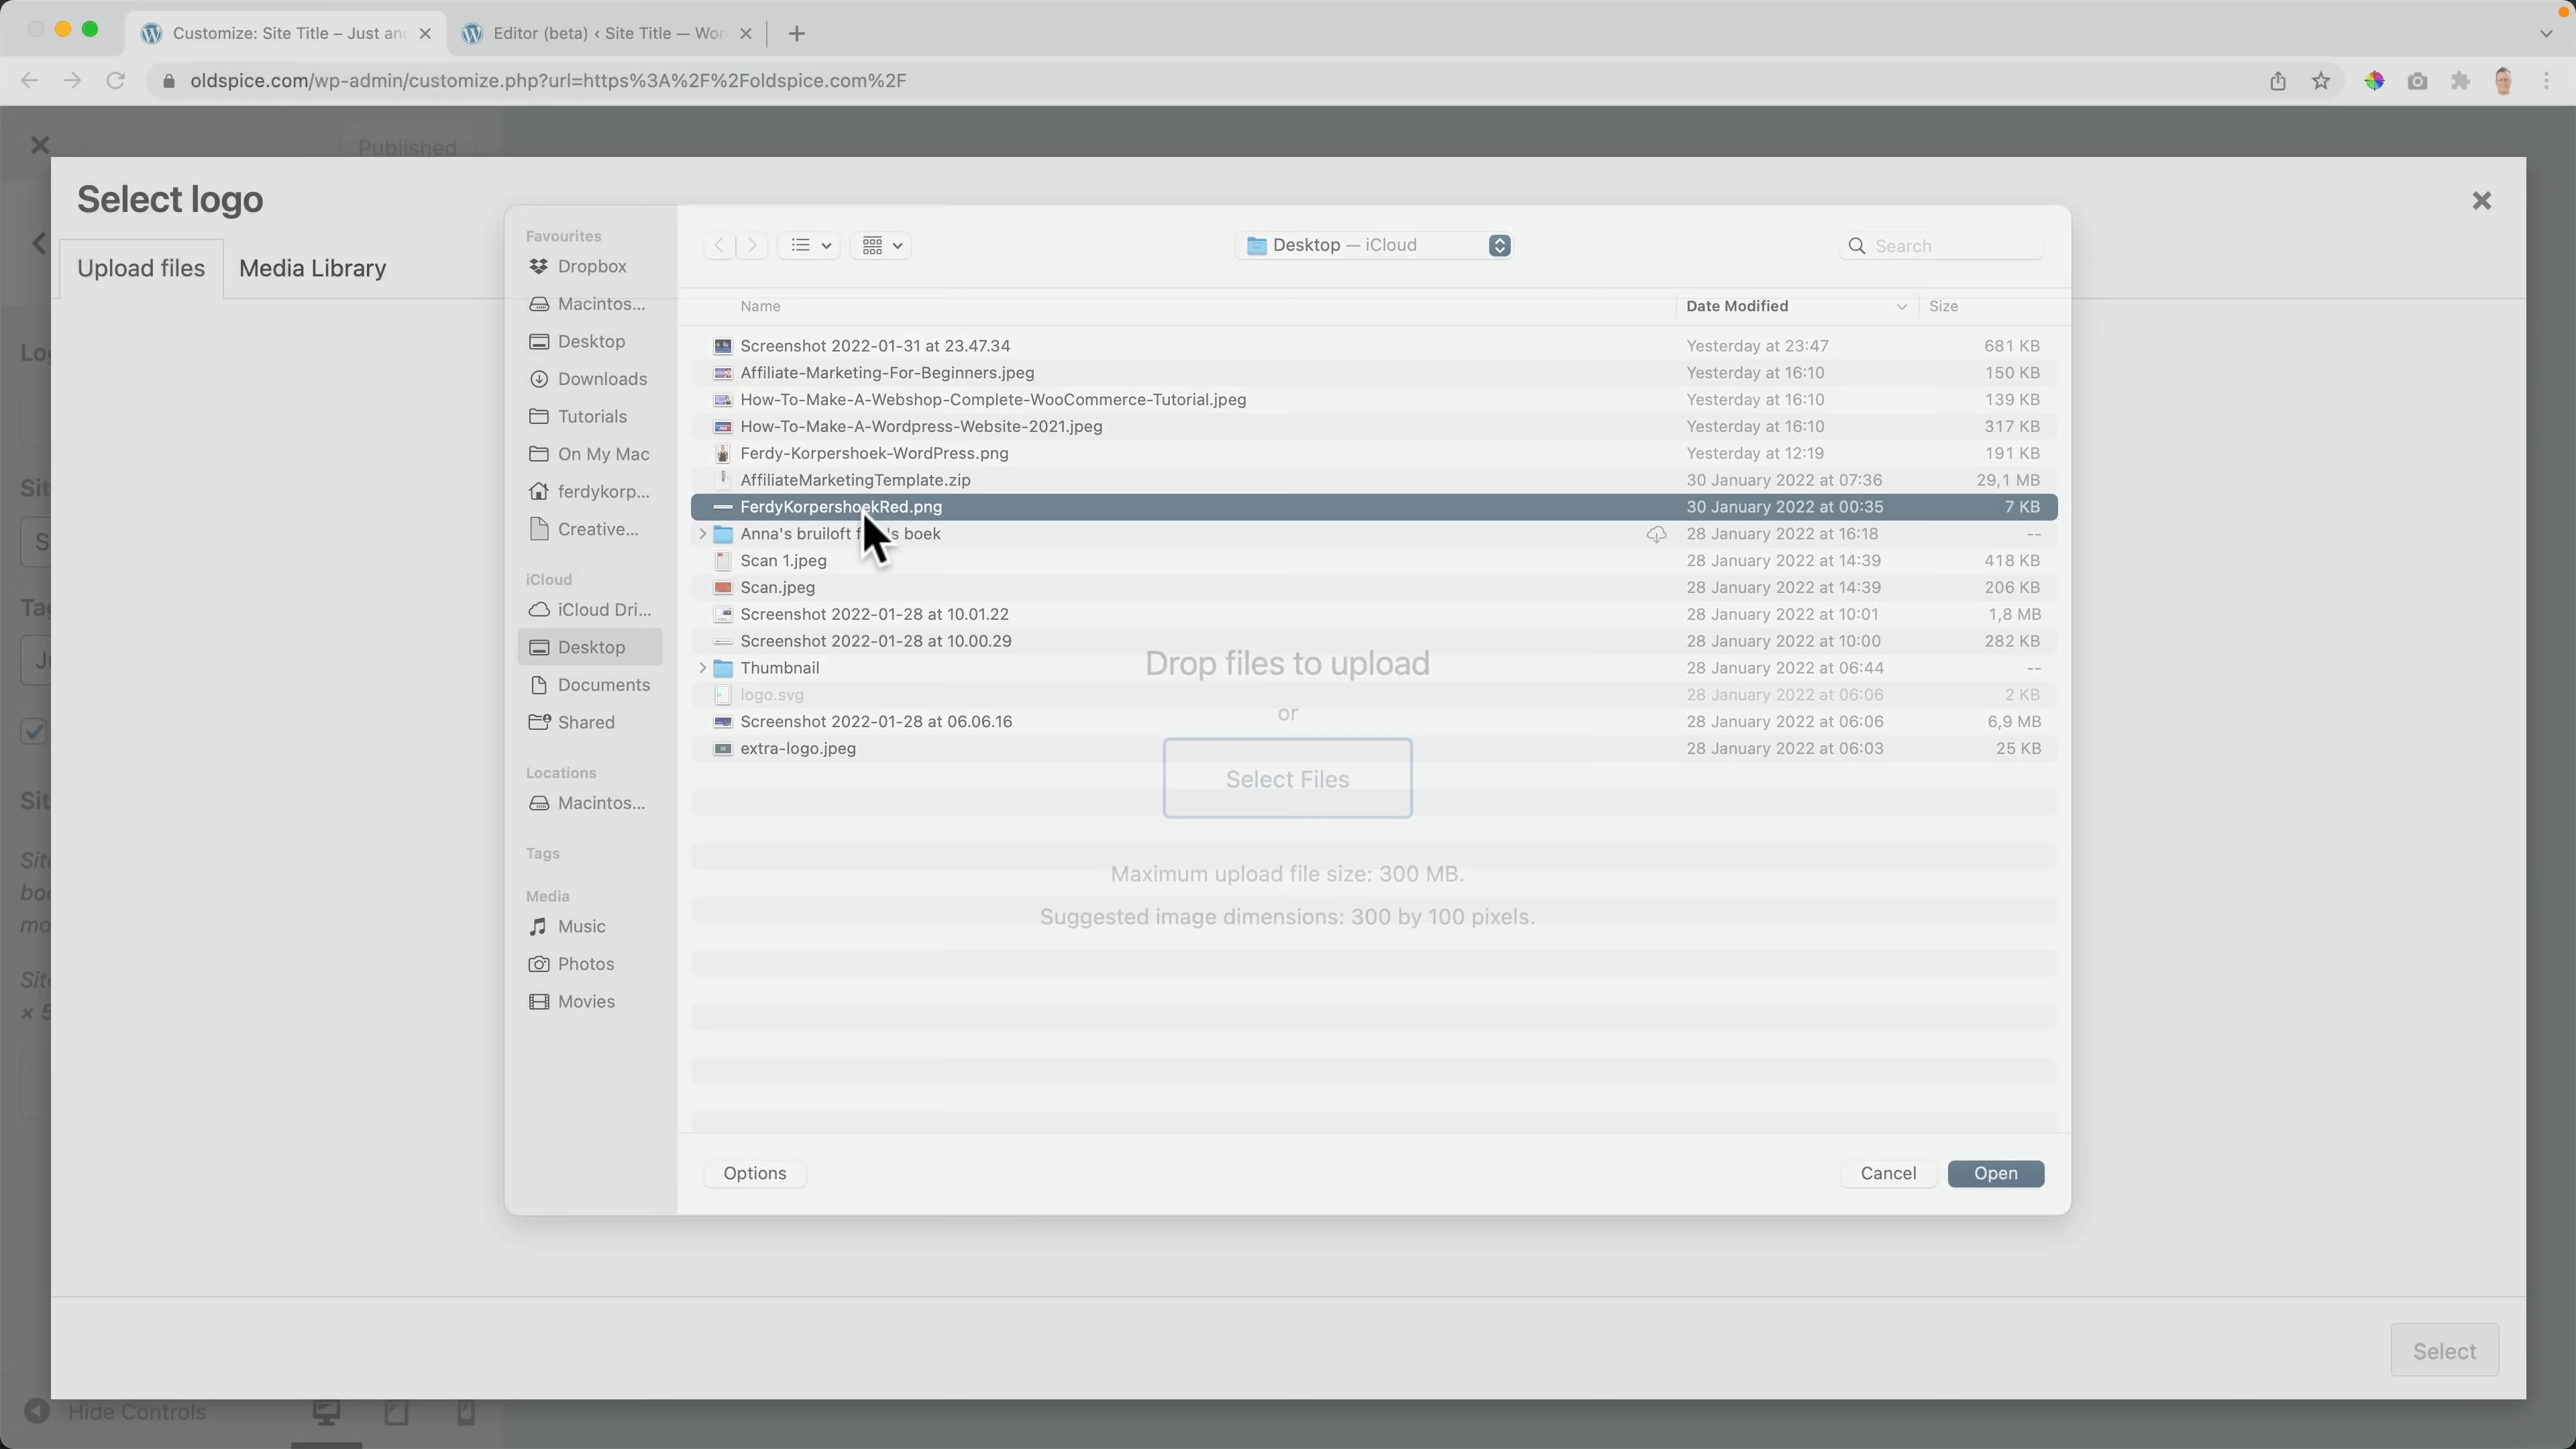 Customize: Site Title – Just an
Editor (beta) ‹ Site Title — Wor
oldspice.com/wp-admin/customize.php?url=https%3A%2F%2Foldspice.com%2F
Published
Select logo
Upload files
Media Library
Favourites
Dropbox
Macintos...
Desktop
Downloads
Tutorials
On My Mac
ferdykorp...
Creative...
iCloud
iCloud Dri...
Desktop
Documents
Shared
Locations
Macintos...
Tags
Media
Music
Photos
Movies
Desktop — iCloud
Search
Name Date Modified Size
Screenshot 2022-01-31 at 23.47.34 Yesterday at 23:47 681 KB
Affiliate-Marketing-For-Beginners.jpeg Yesterday at 16:10 150 KB
How-To-Make-A-Webshop-Complete-WooCommerce-Tutorial.jpeg Yesterday at 16:10 139 KB
How-To-Make-A-Wordpress-Website-2021.jpeg Yesterday at 16:10 317 KB
Ferdy-Korpershoek-WordPress.png Yesterday at 12:19 191 KB
AffiliateMarketingTemplate.zip 30 January 2022 at 07:36 29,1 MB
FerdyKorpershoekRed.png 30 January 2022 at 00:35 7 KB
Anna's bruiloft boek 28 January 2022 at 16:18 --
Scan 1.jpeg 28 January 2022 at 14:39 418 KB
Scan.jpeg 28 January 2022 at 14:39 206 KB
Screenshot 2022-01-28 at 10.01.22 28 January 2022 at 10:01 1,8 MB
Screenshot 2022-01-28 at 10.00.29 28 January 2022 at 10:00 282 KB
Thumbnail 28 January 2022 at 06:44 --
logo.svg 28 January 2022 at 06:06 2 KB
Screenshot 2022-01-28 at 06.06.16 28 January 2022 at 06:06 6,9 MB
extra-logo.jpeg 28 January 2022 at 06:03 25 KB
Drop files to upload
or
Select Files
Maximum upload file size: 300 MB.
Suggested image dimensions: 300 by 100 pixels.
Options
Cancel
Open
Select
Hide Controls